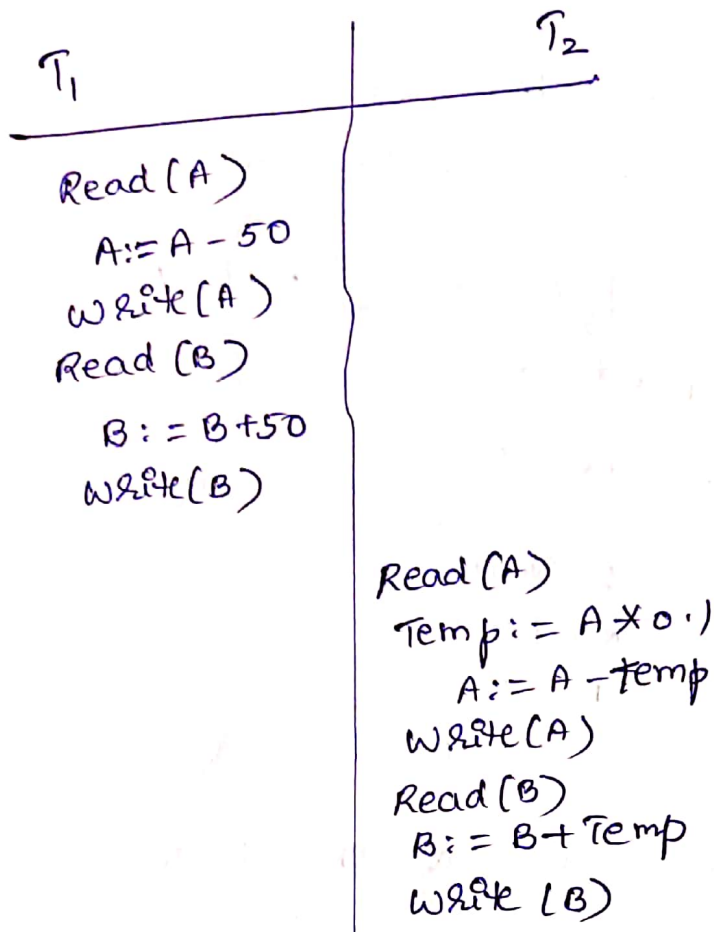 T₁ T₂
Read (A)
A:= A - 50
write (A)
Read (B)
B: = B +50
write (B)
Read (A)
Temp: = A * 0.1
A: = A - temp
write (A)
Read (B)
B: = B + Temp
write (B)